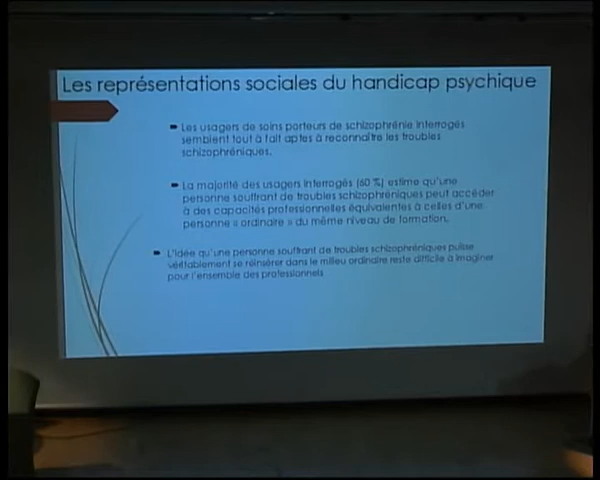 Les représentations sociales du handicap psychique
Les usagers de soins porteurs de schizophrénie interrogés
semblent tout à fait aptes à reconnaître les troubles
schizophréniques.
La majorité des usagers interrogés (60 %) estime qu'une
personne souffrant de troubles schizophréniques peut accéder
à des capacités professionnelles équivalentes à celles d'une
personne « ordinaire » du même niveau de formation.
L'idée qu'une personne souffrant de troubles schizophréniques puisse
véritablement se réinsérer dans le milieu ordinaire reste difficile à imaginer
pour l'ensemble des professionnels